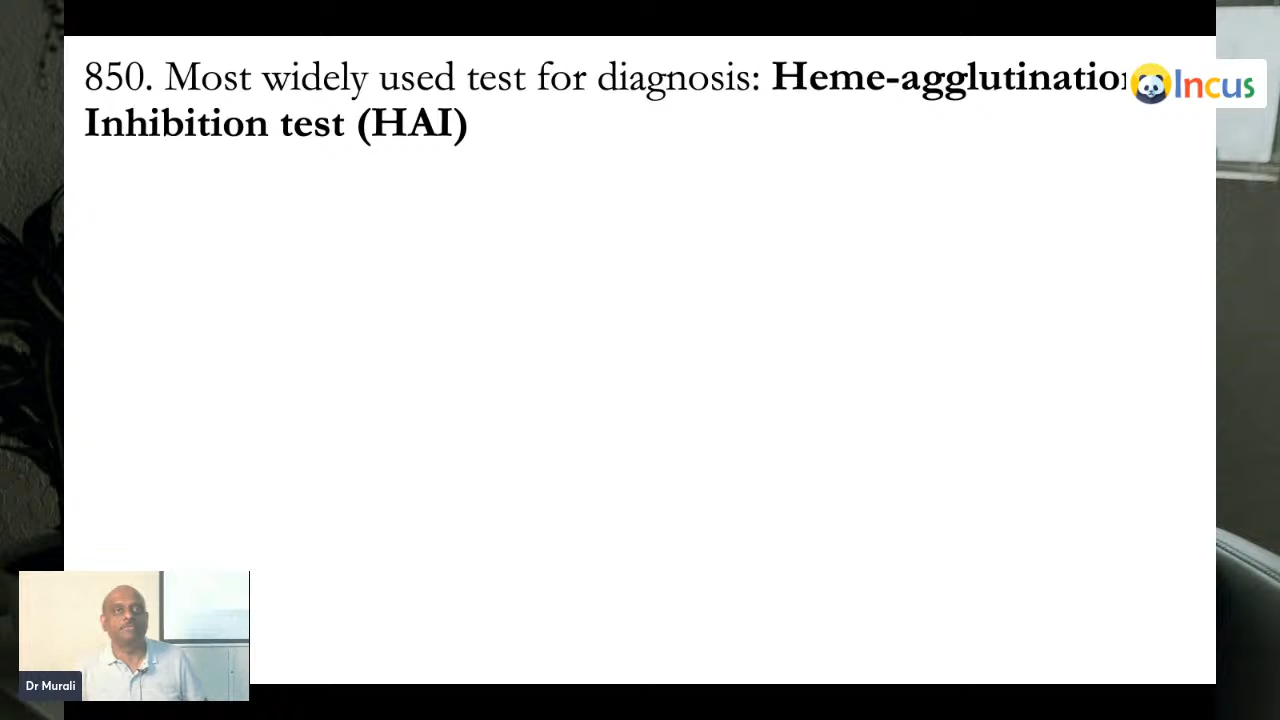 850. Most widely used test for diagnosis: Heme-agglutination
Inhibition test (HAI)
Incus
Dr Murali